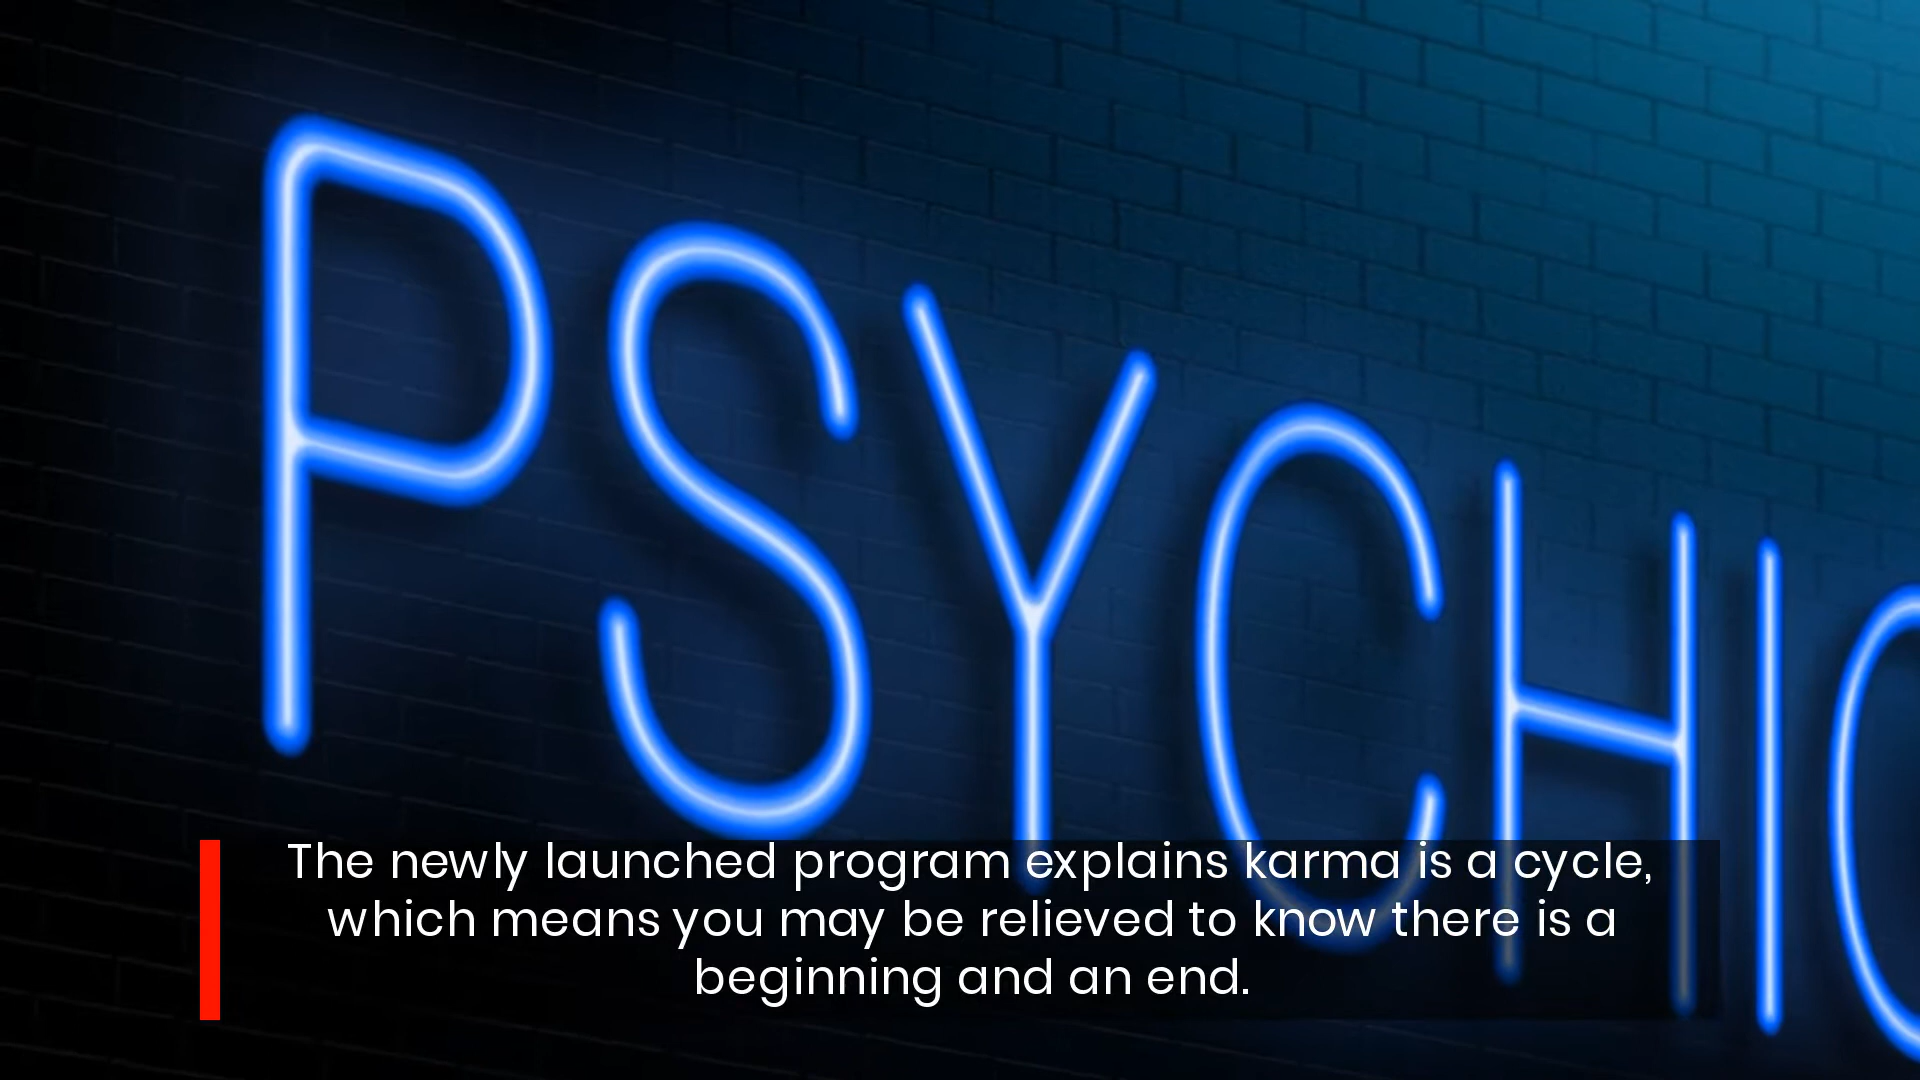 PSYCHIC
The newly launched program explains karma is a cycle,
which means you may be relieved to know there is a
beginning and an end.